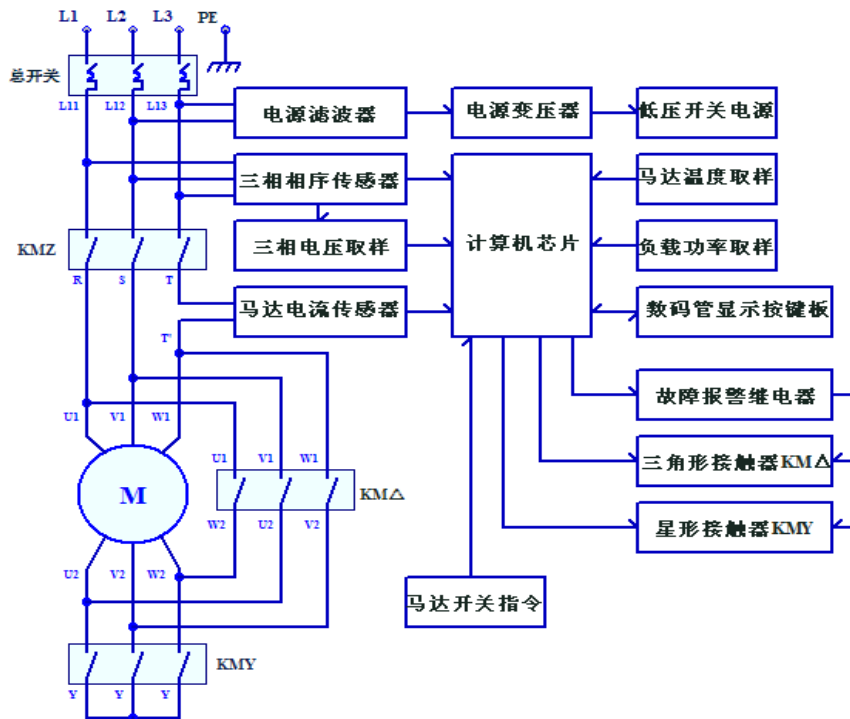 L1 L2 L3 PE
总开关
L11 L12 L13
电源滤波器 电源变压器 低压开关电源
三相相序传感器 马达温度取样
KMZ 三相电压取样 计算机芯片 负载功率取样
R S T
马达电流传感器 数码管显示按键板
T'
故障报警继电器
U1 V1 W1
U1 V1 W1 三角形接触器KM△
M KM△
W2 U2 V2 星形接触器KMY
U2 V2 W2
马达开关指令
KMY
Y Y Y